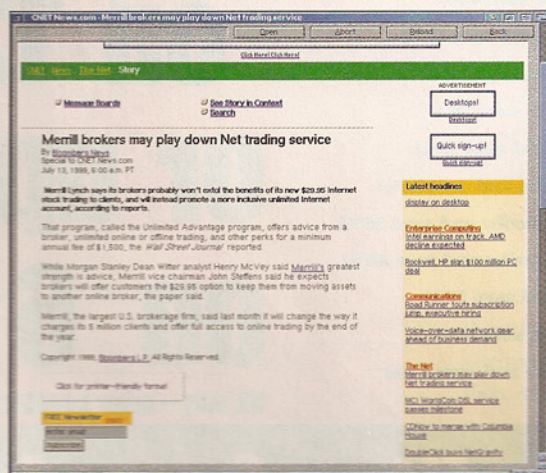 CNET News.com - Merrill brokers may play down Net trading service
Open Abort Reload Back
Click Here! Click Here!
CNET News The Net Story
Message Boards
See Story in Context
Search
ADVERTISEMENT
Desktops!
Desktops!
Quick sign-up!
Quick sign-up!
Merrill brokers may play down Net trading service
By Bloomberg News
Special to CNET News.com
July 13, 1999, 6:00 a.m. PT
Merrill Lynch says its brokers probably won't extol the benefits of its new $29.95 Internet
stock trading to clients, and will instead promote a more inclusive unlimited Internet
account, according to reports.
That program, called the Unlimited Advantage program, offers advice from a
broker, unlimited online or offline trading, and other perks for a minimum
annual fee of $1,500, the Wall Street Journal reported.
While Morgan Stanley Dean Witter analyst Henry McVey said Merrill's greatest
strength is advice, Merrill vice chairman John Steffens said he expects
brokers will offer customers the $29.95 option to keep them from moving assets
to another online broker, the paper said.
Merrill, the largest U.S. brokerage firm, said last month it will change the way it
charges its 5 million clients and offer full access to online trading by the end of
the year.
Copyright 1999, Bloomberg L.P. All Rights Reserved.
Click for printer-friendly format
FREE Newsletter
enter email
subscribe
Latest headlines
display on desktop
Enterprise Computing
Intel earnings on track, AMD
decline expected
Rockwell, HP sign $100 million PC
deal
Communications
Road Runner touts subscription
jump, executive hiring
Voice-over-data network gear
ahead of business demand
The Net
Merrill brokers may play down
Net trading service
MCI WorldCom DSL service
passes milestone
CDNow to merge with Columbia
House
DoubleClick buys NetGravity